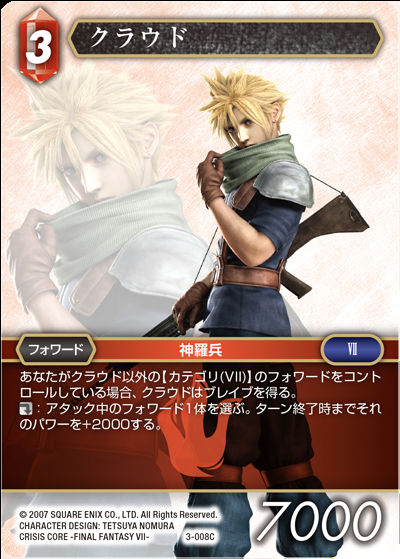 3
クラウド
フォワード
神羅兵
VII
あなたがクラウド以外の【カテゴリ(VII)】のフォワードをコント
ロールしている場合、クラウドはブレイブを得る。
：アタック中のフォワード1体を選ぶ。ターン終了時までそ
れのパワーを+2000する。
© 2007 SQUARE ENIX CO., LTD. All Rights Reserved.
CHARACTER DESIGN: TETSUYA NOMURA
CRISIS CORE -FINAL FANTASY VII-
3-008C
7000